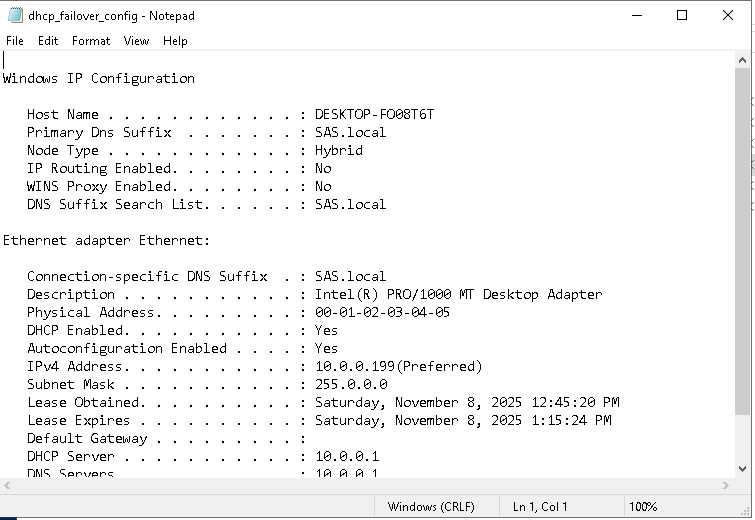 dhcp_failover_config - Notepad
File Edit Format View Help
Windows IP Configuration
Host Name . . . . . . . . . . . . : DESKTOP-FO08T6T
Primary Dns Suffix  . . . . . . . : SAS.local
Node Type . . . . . . . . . . . . : Hybrid
IP Routing Enabled. . . . . . . . : No
WINS Proxy Enabled. . . . . . . . : No
DNS Suffix Search List. . . . . . : SAS.local
Ethernet adapter Ethernet:
Connection-specific DNS Suffix  . : SAS.local
Description . . . . . . . . . . . : Intel(R) PRO/1000 MT Desktop Adapter
Physical Address. . . . . . . . . : 00-01-02-03-04-05
DHCP Enabled. . . . . . . . . . . : Yes
Autoconfiguration Enabled . . . . : Yes
IPv4 Address. . . . . . . . . . . : 10.0.0.199(Preferred)
Subnet Mask . . . . . . . . . . . : 255.0.0.0
Lease Obtained. . . . . . . . . . : Saturday, November 8, 2025 12:45:20 PM
Lease Expires . . . . . . . . . . : Saturday, November 8, 2025 1:15:24 PM
Default Gateway . . . . . . . . . :
DHCP Server . . . . . . . . . . . : 10.0.0.1
DNS Servers . . . . . . . . . . . : 10.0.0.1
Windows (CRLF) Ln 1, Col 1 100%